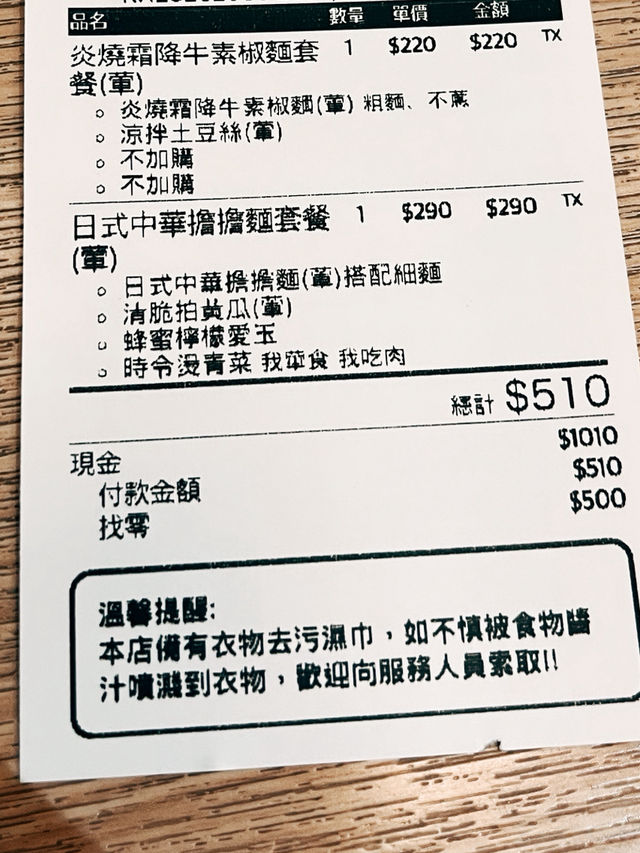 品名 數量 單價 金額
炎燒霜降牛素椒麵套 1 $220 $220 TX
餐(葷)
炎燒霜降牛素椒麵(葷) 粗麵、不蔥
涼拌土豆絲(葷)
不加購
不加購
日式中華擔擔麵套餐 1 $290 $290 TX
(葷)
日式中華擔擔麵(葷)搭配細麵
清脆拍黃瓜(葷)
蜂蜜檸檬愛玉
時令燙青菜 我葷食 我吃肉
總計 $510
現金 $1010
付款金額 $510
找零 $500
溫馨提醒:
本店備有衣物去污濕巾，如不慎被食物醬
汁噴濺到衣物，歡迎向服務人員索取!!